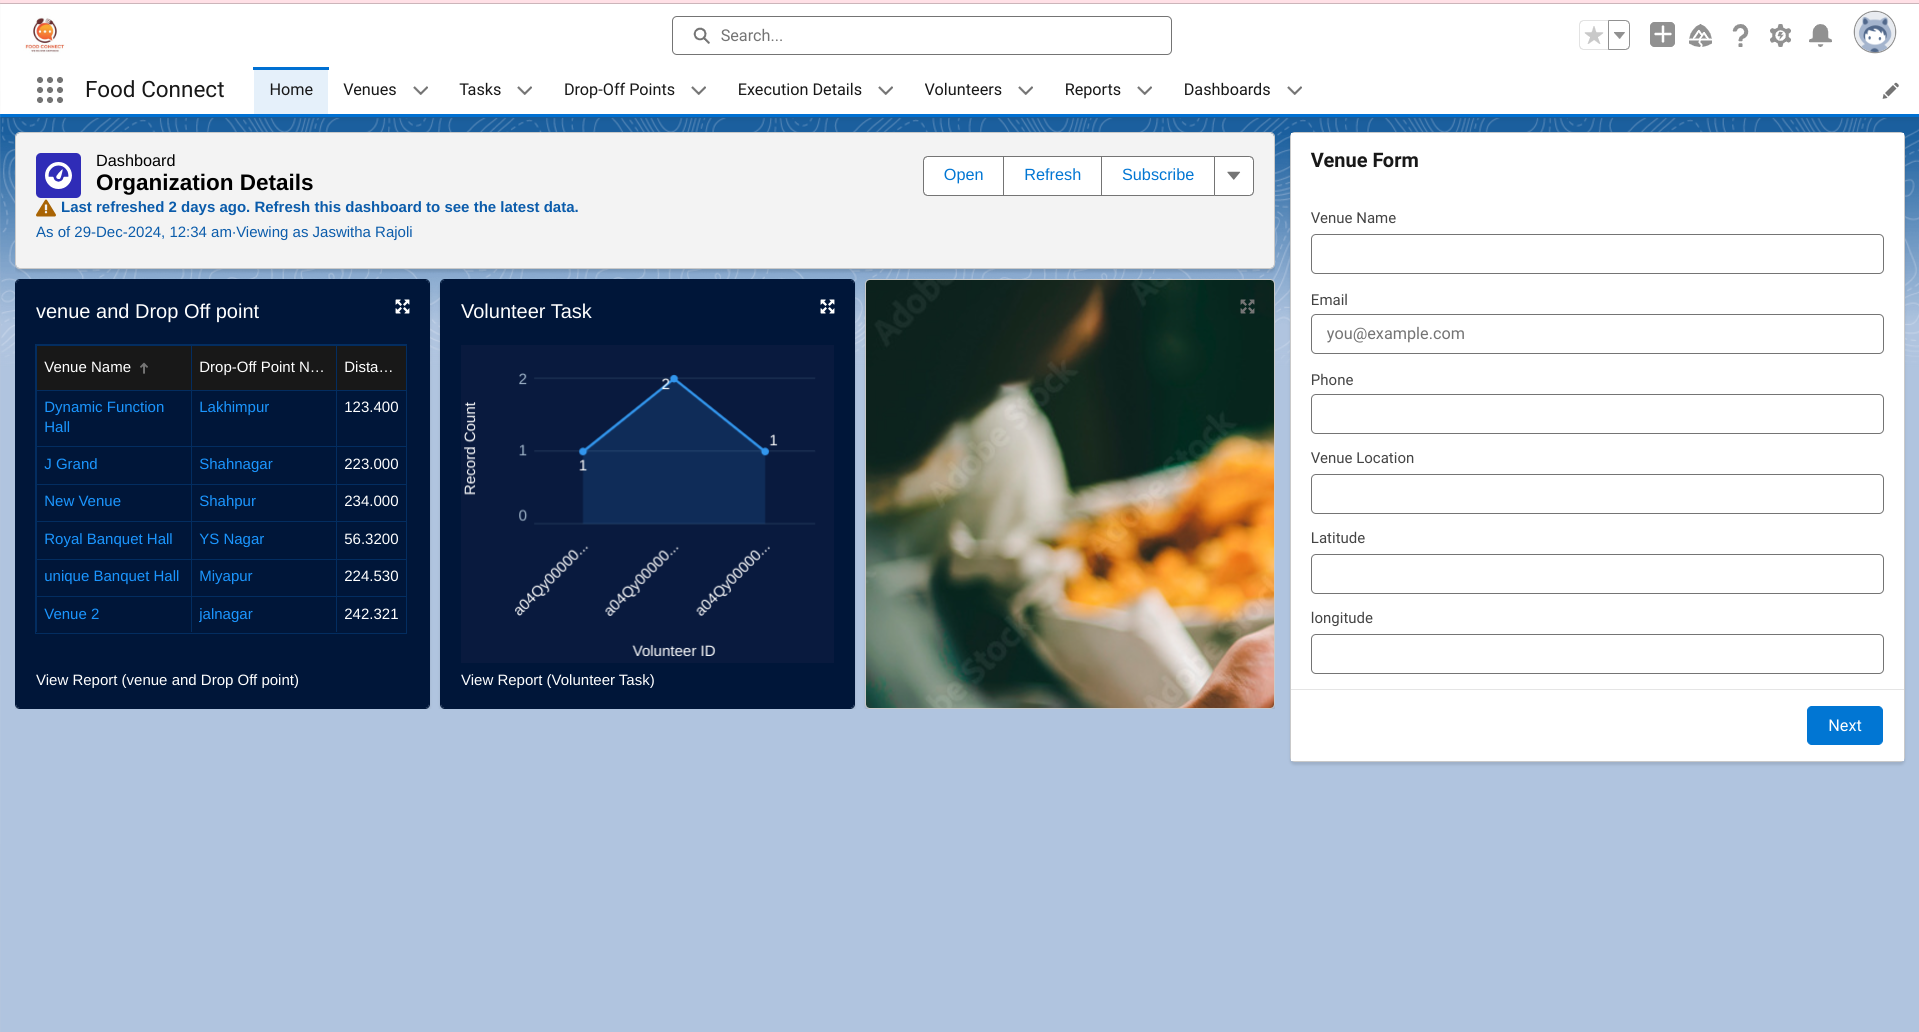 FOOD CONNECT
Search...
Food Connect
Home
Venues
Tasks
Drop-Off Points
Execution Details
Volunteers
Reports
Dashboards
Dashboard
Organization Details
Last refreshed 2 days ago. Refresh this dashboard to see the latest data.
As of 29-Dec-2024, 12:34 am·Viewing as Jaswitha Rajoli
Open
Refresh
Subscribe
venue and Drop Off point
Venue Name Drop-Off Point N... Dista...
Dynamic Function Lakhimpur 123.400
Hall
J Grand Shahnagar 223.000
New Venue Shahpur 234.000
Royal Banquet Hall YS Nagar 56.3200
unique Banquet Hall Miyapur 224.530
Venue 2 jalnagar 242.321
View Report (venue and Drop Off point)
Volunteer Task
Record Count
2
1
0
2
1
1
a04Qy00000...
a04Qy00000...
a04Qy00000...
Volunteer ID
View Report (Volunteer Task)
Adobe Stock
Adobe Stock
Adobe Stock
Venue Form
Venue Name
Email
you@example.com
Phone
Venue Location
Latitude
longitude
Next